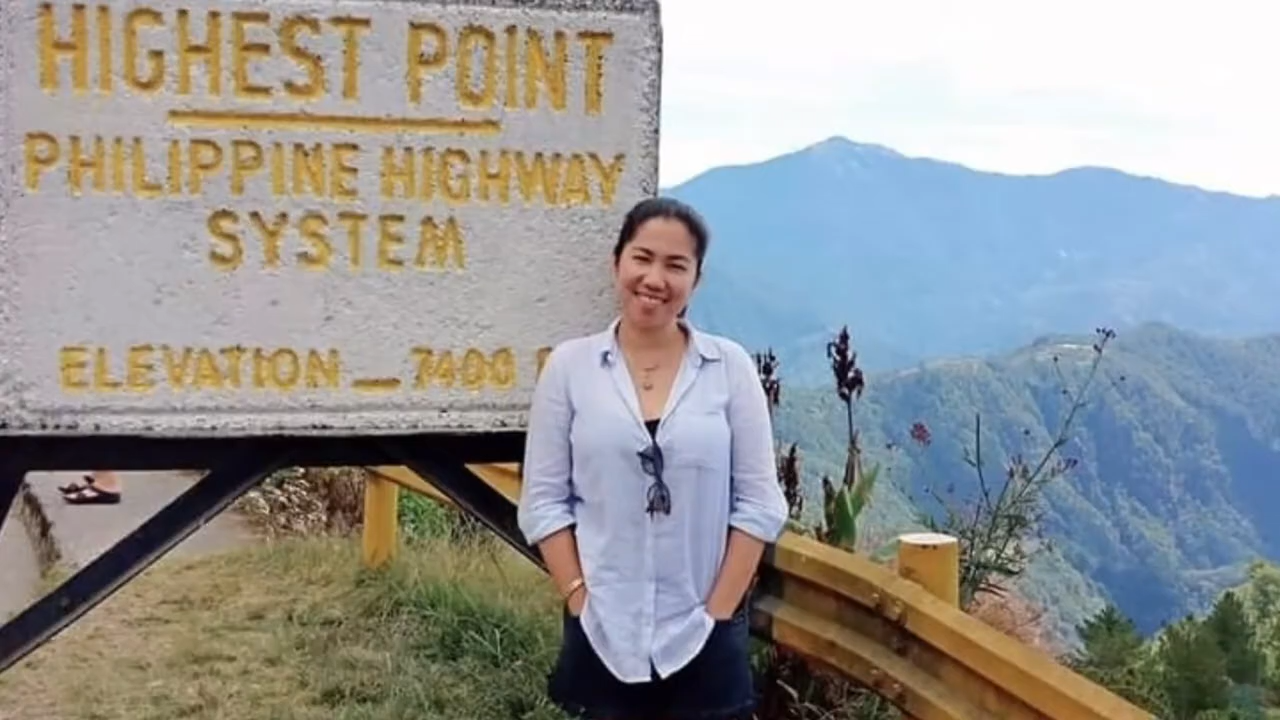 HIGHEST POINT
PHILIPPINE HIGHWAY
SYSTEM
ELEVATION _ 7400